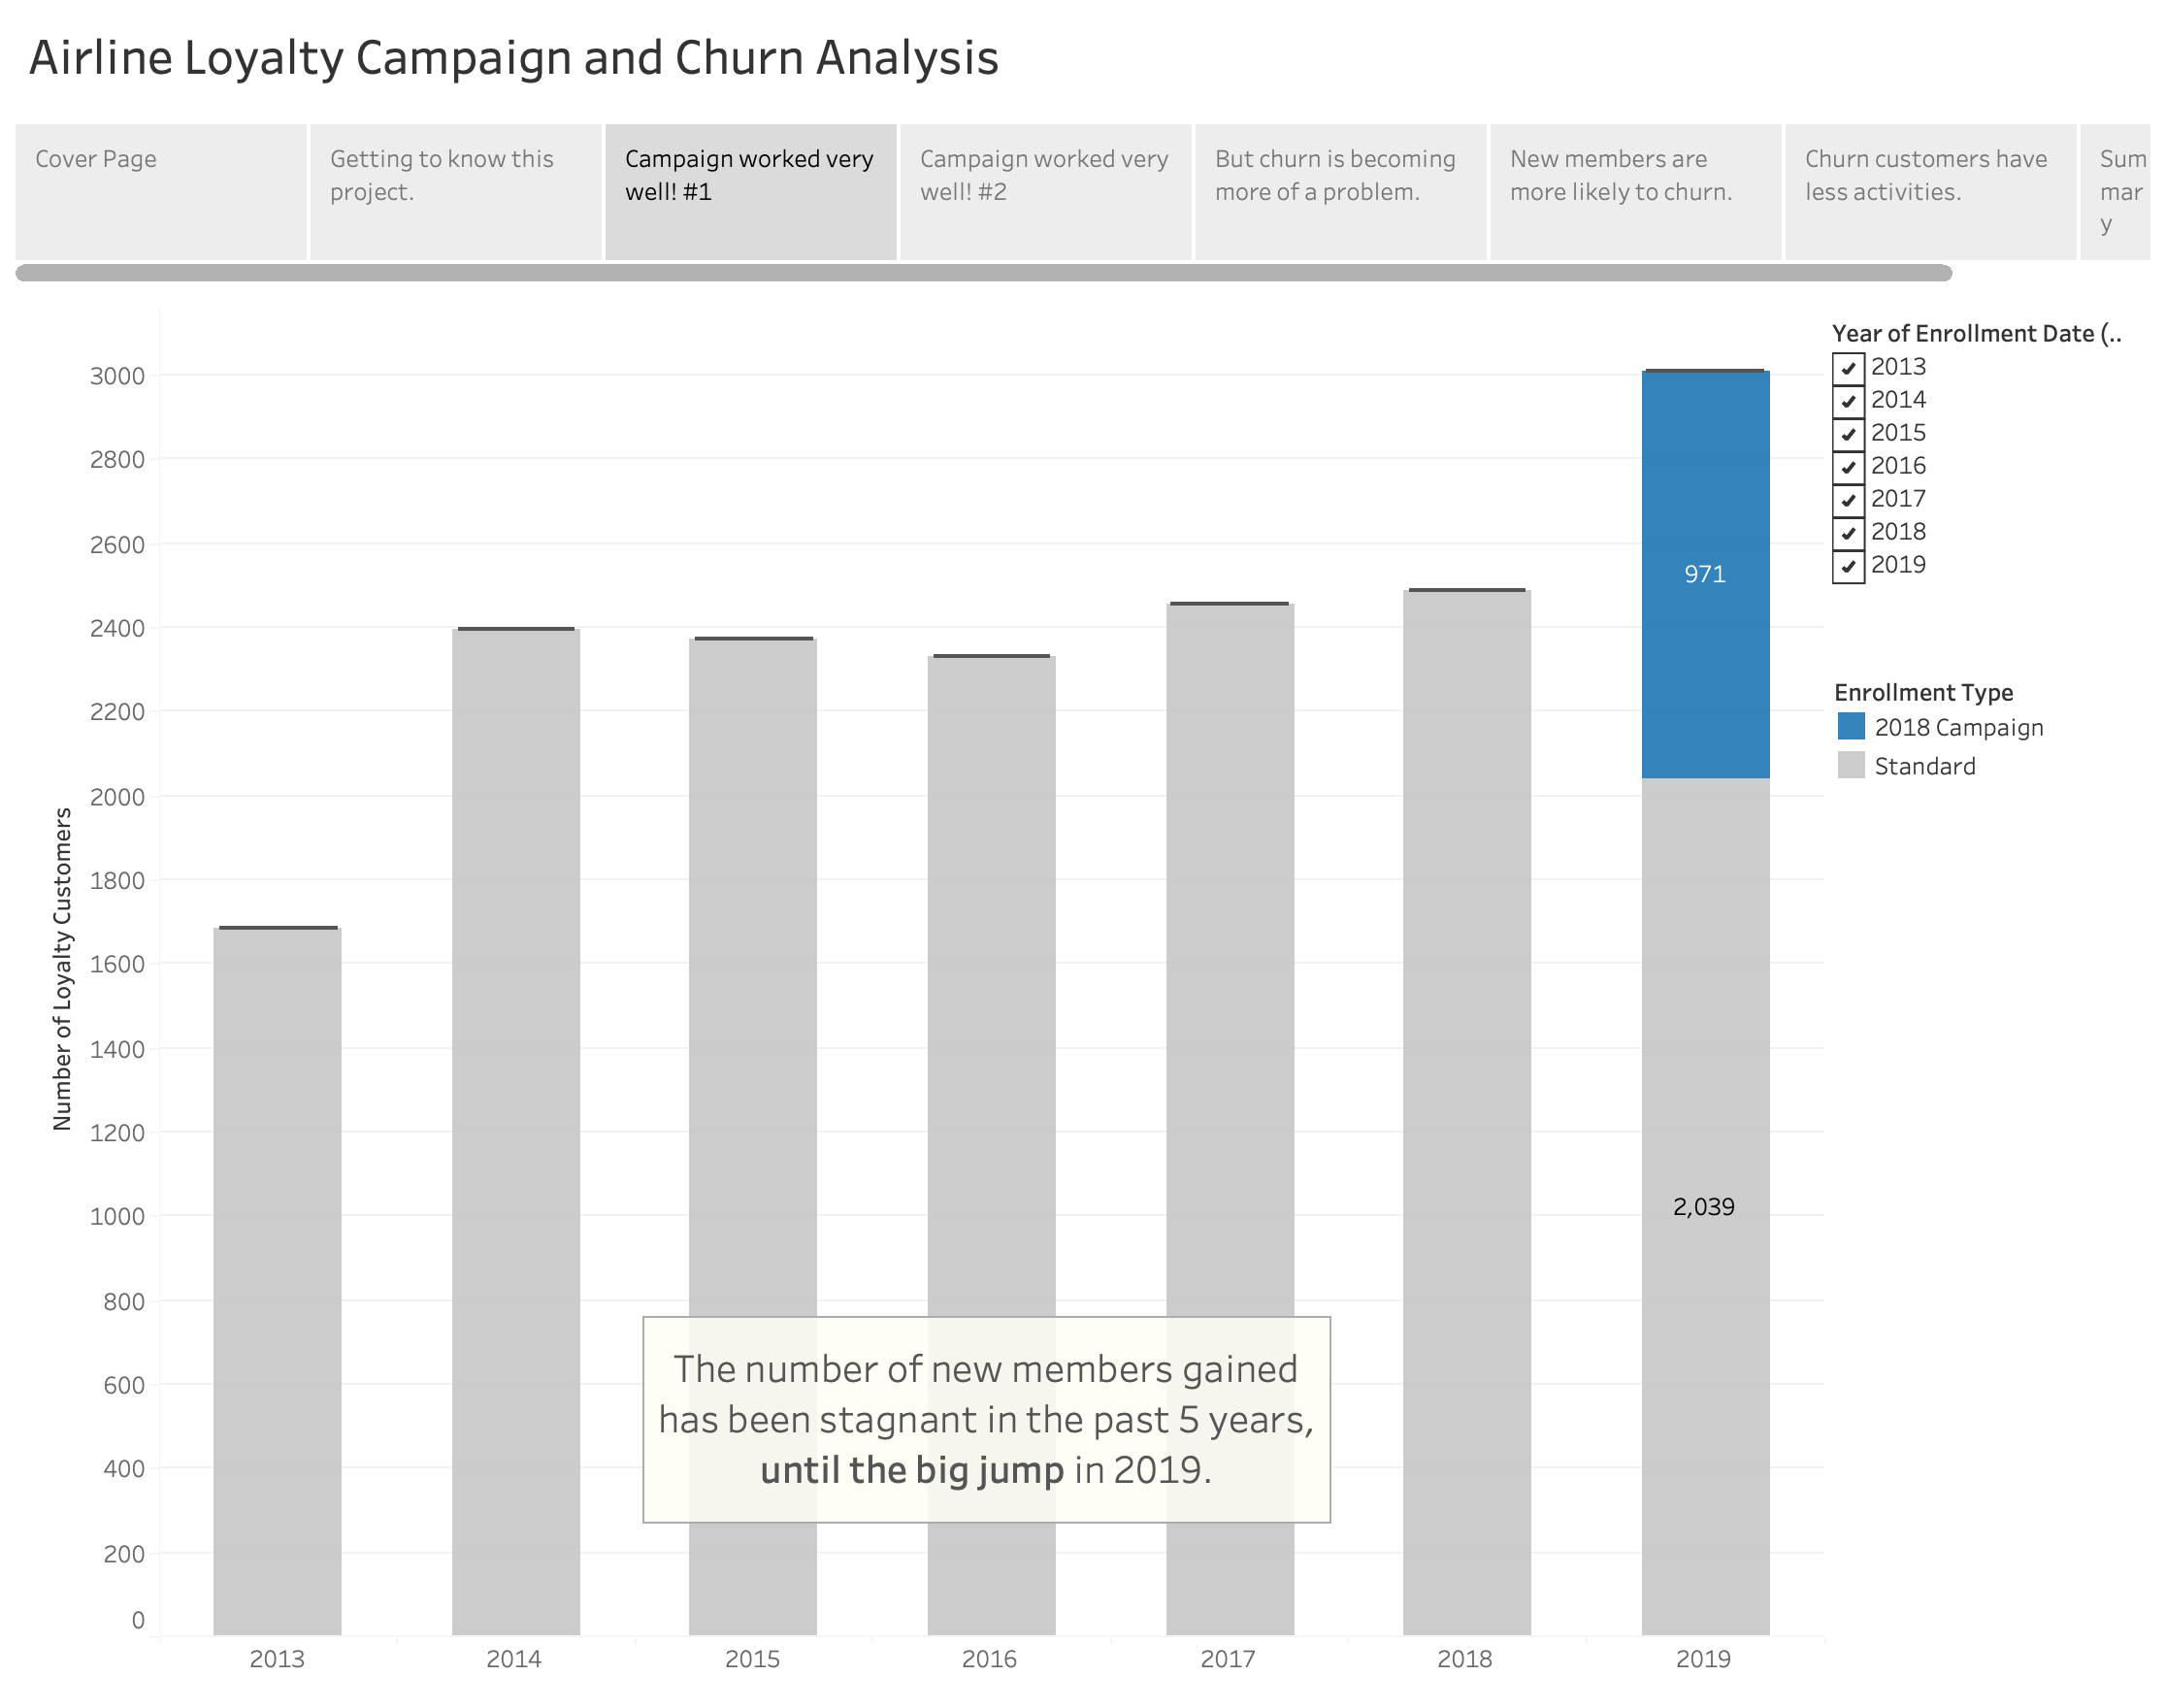 Airline Loyalty Campaign and Churn Analysis
Cover Page
Getting to know this
project.
Campaign worked very
well! #1
Campaign worked very
well! #2
But churn is becoming
more of a problem.
New members are
more likely to churn.
Churn customers have
less activities.
Sum
mar
y
Number of Loyalty Customers
3000
2800
2600
2400
2200
2000
1800
1600
1400
1200
1000
800
600
400
200
0
971
2,039
The number of new members gained
has been stagnant in the past 5 years,
until the big jump in 2019.
2013
2014
2015
2016
2017
2018
2019
Year of Enrollment Date (..
2013
2014
2015
2016
2017
2018
2019
Enrollment Type
2018 Campaign
Standard